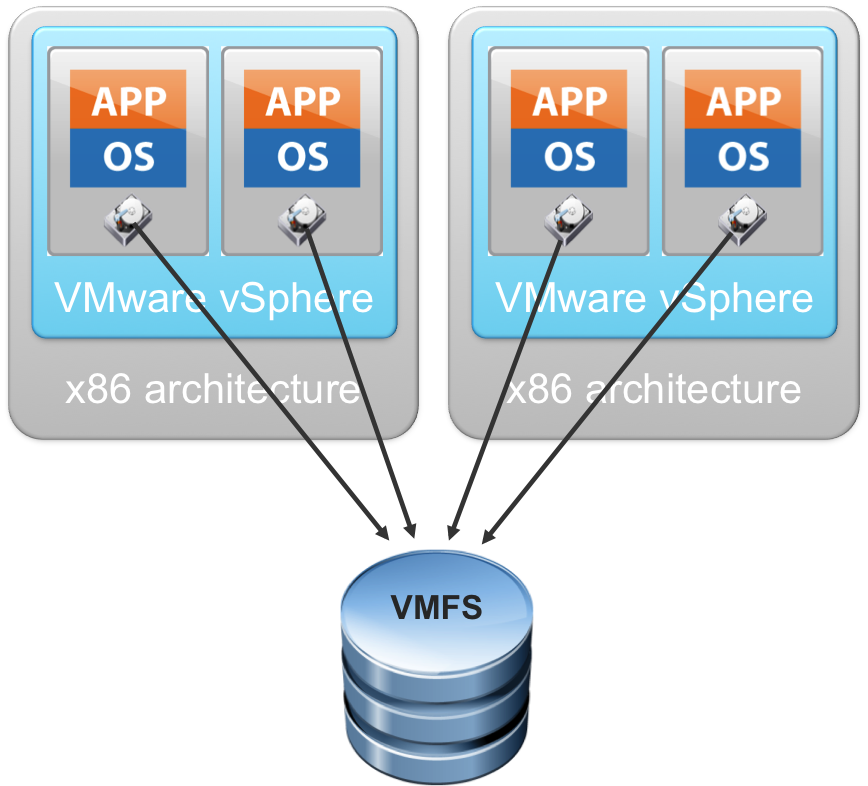 APP
OS
APP
OS
VMware vSphere
x86 architecture
APP
OS
APP
OS
VMware vSphere
x86 architecture
VMFS